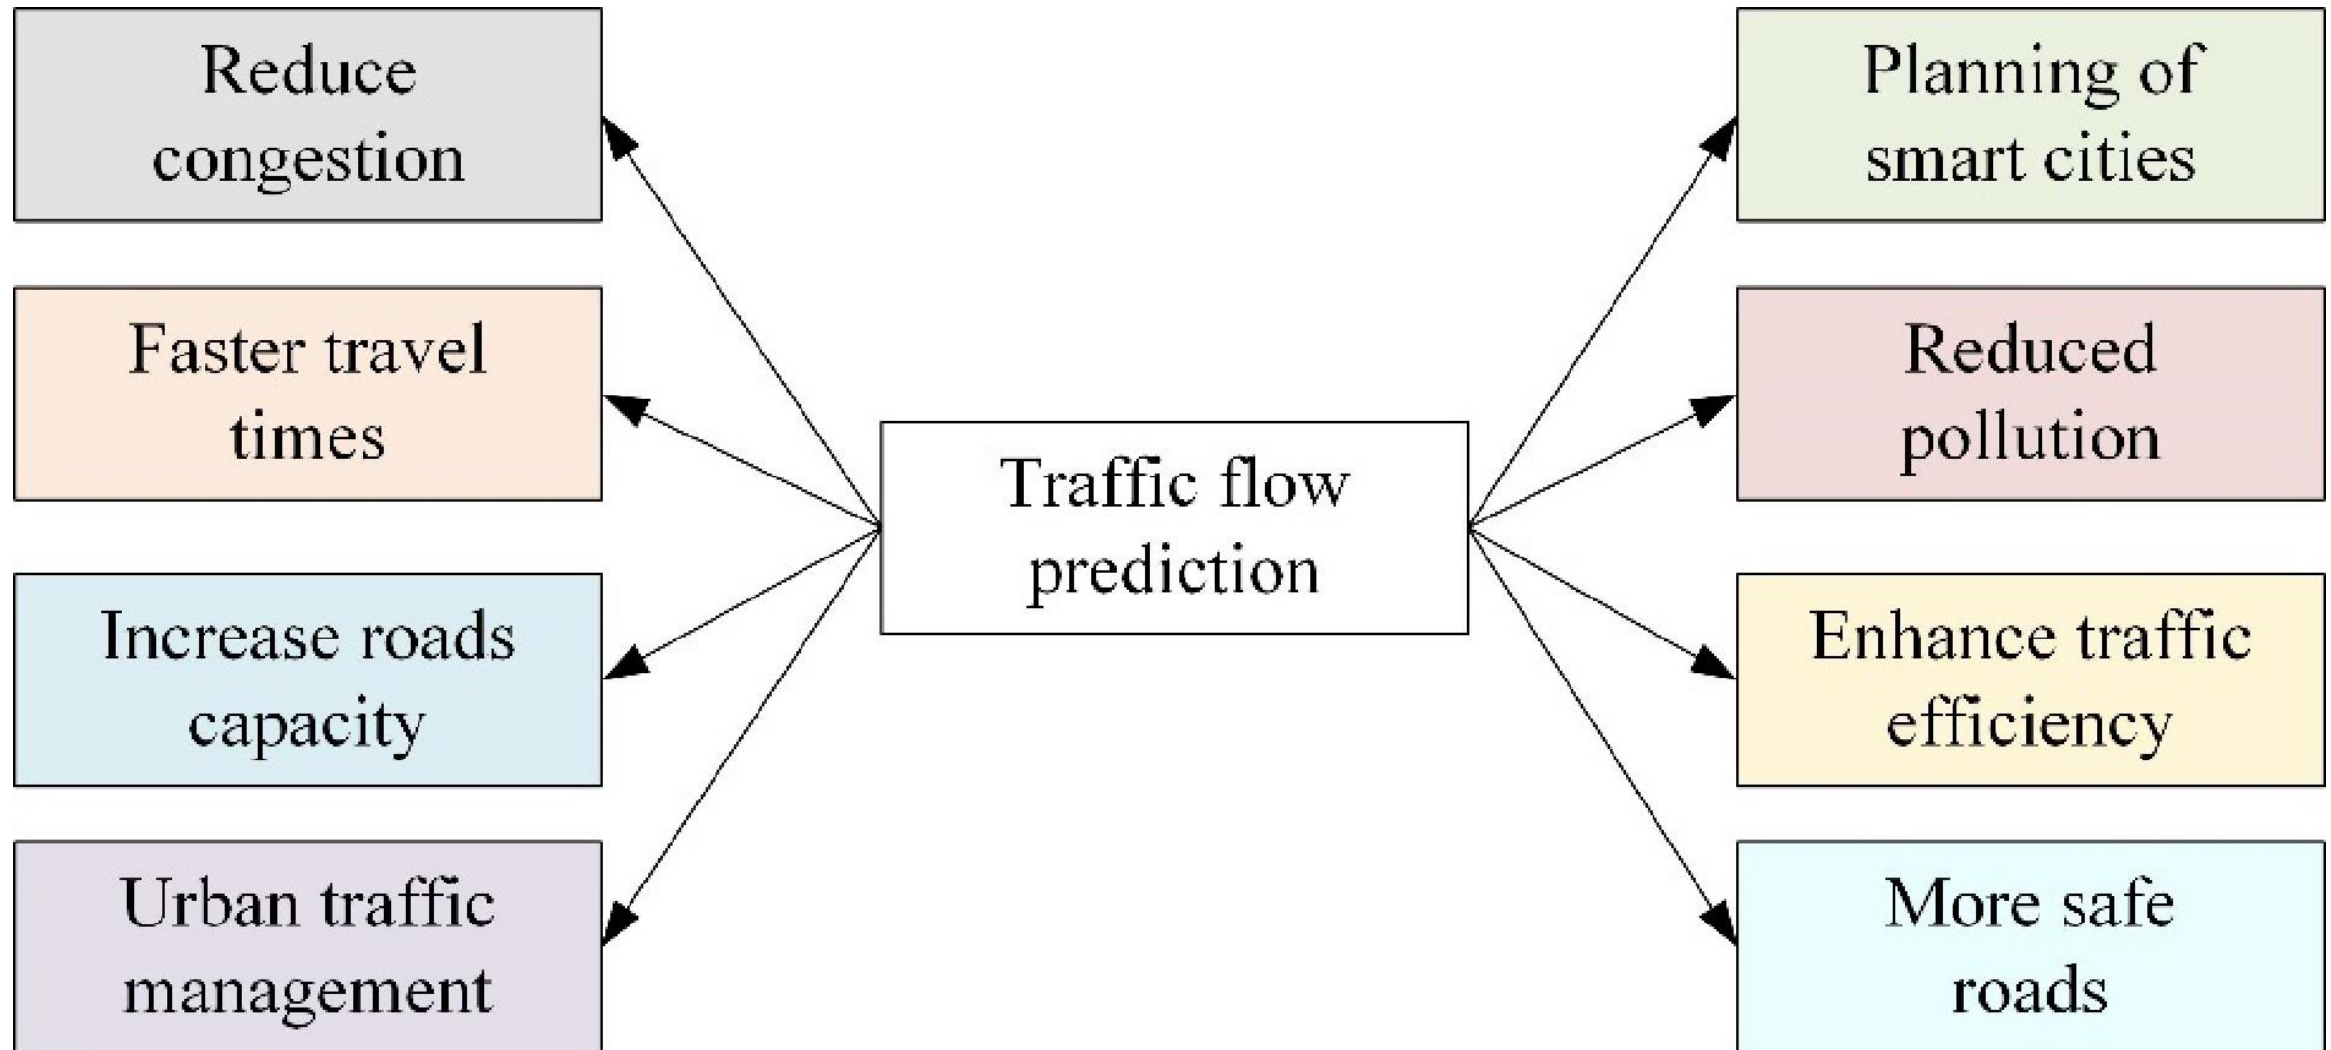 Reduce
congestion
Faster travel
times
Increase roads
capacity
Urban traffic
management
Traffic flow
prediction
Planning of
smart cities
Reduced
pollution
Enhance traffic
efficiency
More safe
roads